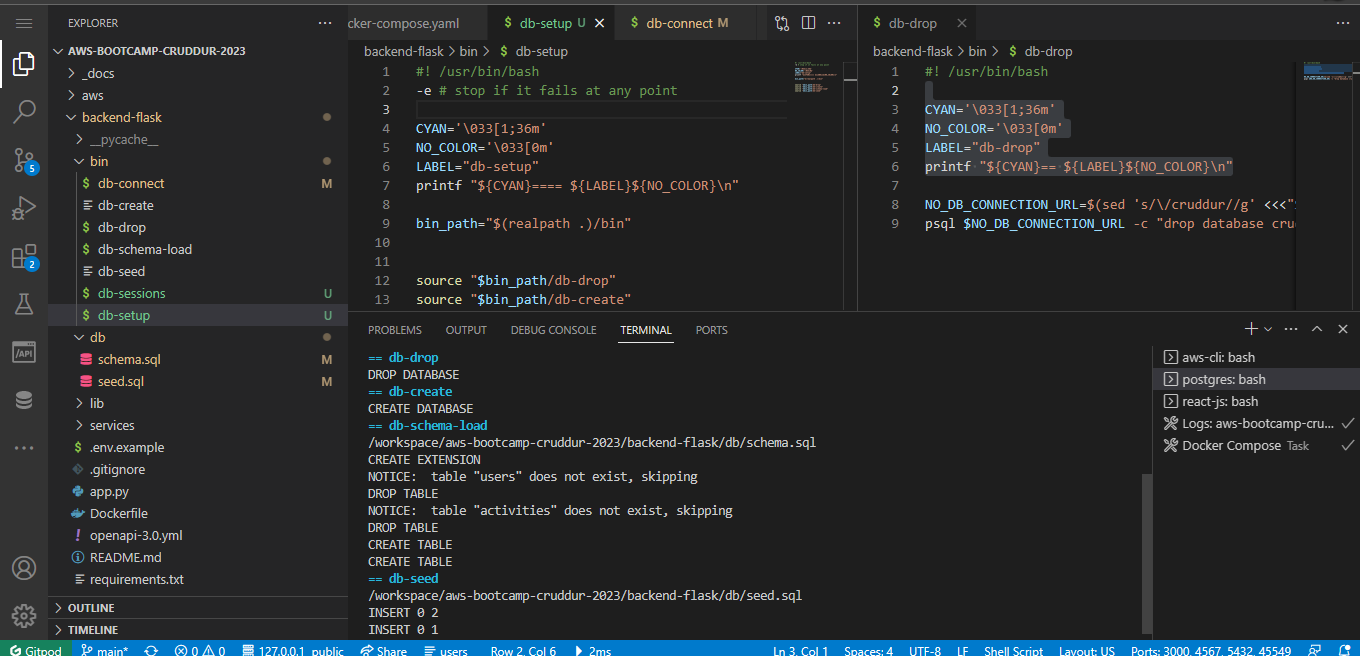 EXPLORER
AWS-BOOTCAMP-CRUDDUR-2023
_docs
aws
backend-flask
__pycache__
bin
db-connect M
db-create
db-drop
db-schema-load
db-seed
db-sessions U
db-setup U
db
schema.sql M
seed.sql M
lib
services
.env.example
.gitignore
app.py
Dockerfile
openapi-3.0.yml
README.md
requirements.txt
OUTLINE
TIMELINE
5
2
/API
cker-compose.yaml
$ db-setup U
$ db-connect M
backend-flask > bin > $ db-setup
1 #! /usr/bin/bash
2 -e # stop if it fails at any point
3
4 CYAN='\033[1;36m'
5 NO_COLOR='\033[0m'
6 LABEL="db-setup"
7 printf "${CYAN}==== ${LABEL}${NO_COLOR}\n"
8
9 bin_path="$(realpath .)/bin"
10
11
12 source "$bin_path/db-drop"
13 source "$bin_path/db-create"
$ db-drop
backend-flask > bin > $ db-drop
1 #! /usr/bin/bash
2
3 CYAN='\033[1;36m'
4 NO_COLOR='\033[0m'
5 LABEL="db-drop"
6 printf "${CYAN}== ${LABEL}${NO_COLOR}\n"
7
8 NO_DB_CONNECTION_URL=$(sed 's/\/cruddur//g' <<<"
9 psql $NO_DB_CONNECTION_URL -c "drop database cru
PROBLEMS OUTPUT DEBUG CONSOLE TERMINAL PORTS
== db-drop
DROP DATABASE
== db-create
CREATE DATABASE
== db-schema-load
/workspace/aws-bootcamp-cruddur-2023/backend-flask/db/schema.sql
CREATE EXTENSION
NOTICE:  table "users" does not exist, skipping
DROP TABLE
NOTICE:  table "activities" does not exist, skipping
DROP TABLE
CREATE TABLE
CREATE TABLE
== db-seed
/workspace/aws-bootcamp-cruddur-2023/backend-flask/db/seed.sql
INSERT 0 2
INSERT 0 1
aws-cli: bash
postgres: bash
react-js: bash
Logs: aws-bootcamp-cru...
Docker Compose Task
Gitpod main* 0 0 127.0.0.1 public Share users Row 2, Col 6 2ms Ln 3, Col 1 Spaces: 4 UTF-8 LF Shell Script Layout: US Ports: 3000, 4567, 5432, 45549